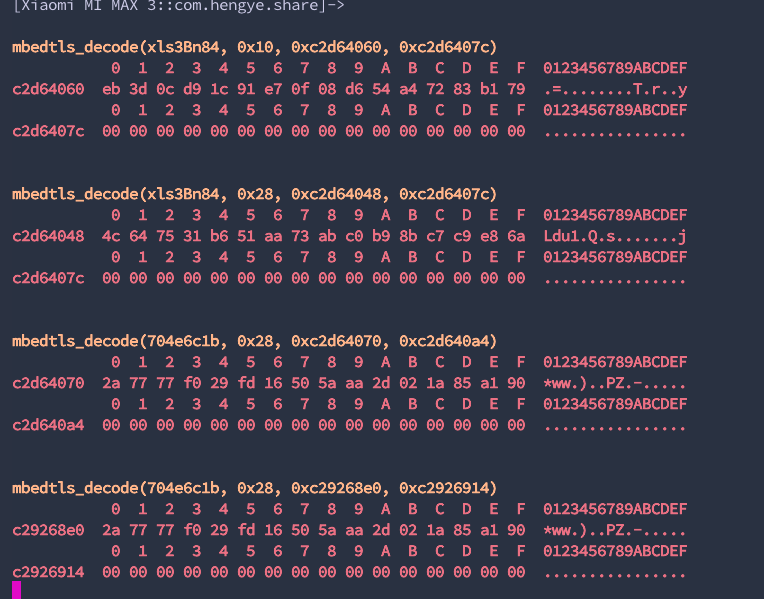 [Xiaomi MI MAX 3::com.hengye.share]->
mbedtls_decode(xls3Bn84, 0x10, 0xc2d64060, 0xc2d6407c)
0 1 2 3 4 5 6 7 8 9 A B C D E F 0123456789ABCDEF
c2d64060 eb 3d 0c d9 1c 91 e7 0f 08 d6 54 a4 72 83 b1 79 .=........T.r..y
0 1 2 3 4 5 6 7 8 9 A B C D E F 0123456789ABCDEF
c2d6407c 00 00 00 00 00 00 00 00 00 00 00 00 00 00 00 00 ................
mbedtls_decode(xls3Bn84, 0x28, 0xc2d64048, 0xc2d6407c)
0 1 2 3 4 5 6 7 8 9 A B C D E F 0123456789ABCDEF
c2d64048 4c 64 75 31 b6 51 aa 73 ab c0 b9 8b c7 c9 e8 6a Ldu1.Q.s.......j
0 1 2 3 4 5 6 7 8 9 A B C D E F 0123456789ABCDEF
c2d6407c 00 00 00 00 00 00 00 00 00 00 00 00 00 00 00 00 ................
mbedtls_decode(704e6c1b, 0x28, 0xc2d64070, 0xc2d640a4)
0 1 2 3 4 5 6 7 8 9 A B C D E F 0123456789ABCDEF
c2d64070 2a 77 77 f0 29 fd 16 50 5a aa 2d 02 1a 85 a1 90 *ww.)..PZ.-.....
0 1 2 3 4 5 6 7 8 9 A B C D E F 0123456789ABCDEF
c2d640a4 00 00 00 00 00 00 00 00 00 00 00 00 00 00 00 00 ................
mbedtls_decode(704e6c1b, 0x28, 0xc29268e0, 0xc2926914)
0 1 2 3 4 5 6 7 8 9 A B C D E F 0123456789ABCDEF
c29268e0 2a 77 77 f0 29 fd 16 50 5a aa 2d 02 1a 85 a1 90 *ww.)..PZ.-.....
0 1 2 3 4 5 6 7 8 9 A B C D E F 0123456789ABCDEF
c2926914 00 00 00 00 00 00 00 00 00 00 00 00 00 00 00 00 ................